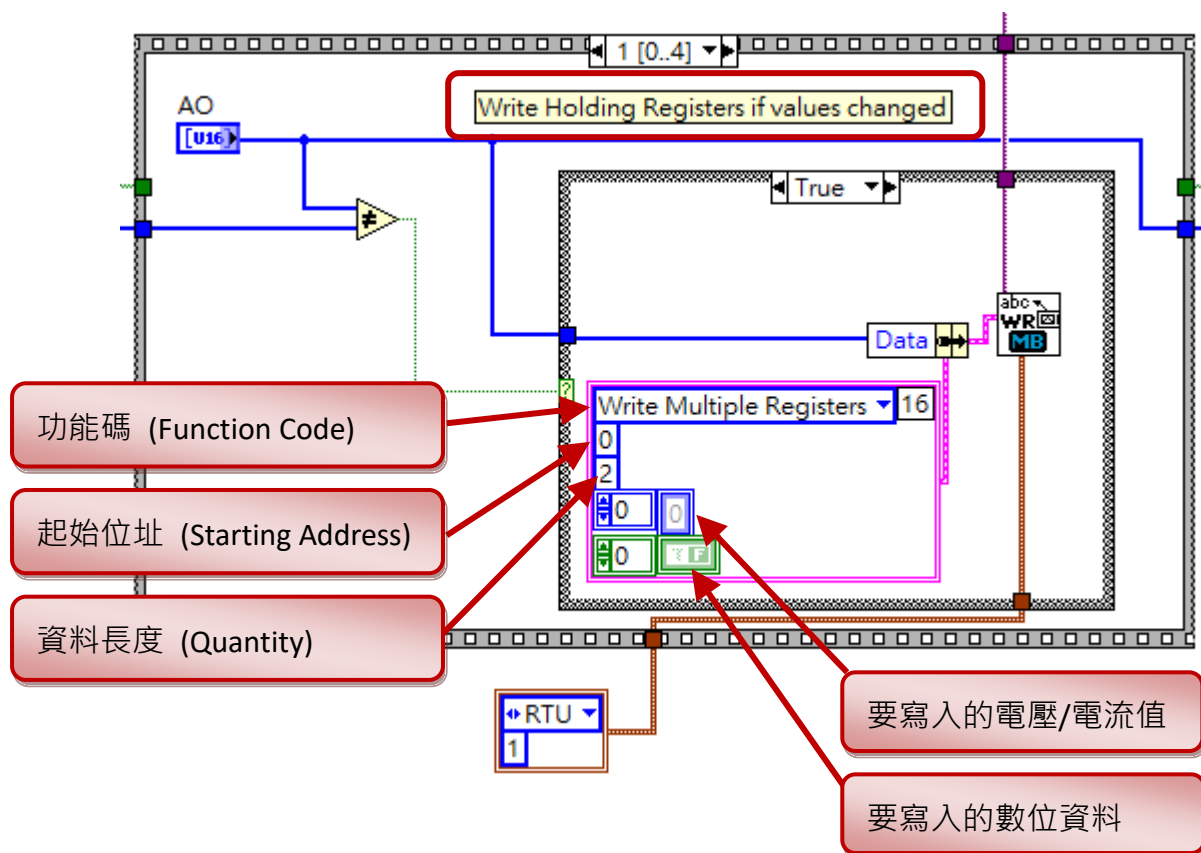 1 [0..4]
AO
[U16]
Write Holding Registers if values changed
True
abc
WR
MB
Data
?
Write Multiple Registers 16
0
2
0 0
0 F
功能碼 (Function Code)
起始位址 (Starting Address)
資料長度 (Quantity)
RTU
1
要寫入的電壓/電流值
要寫入的數位資料